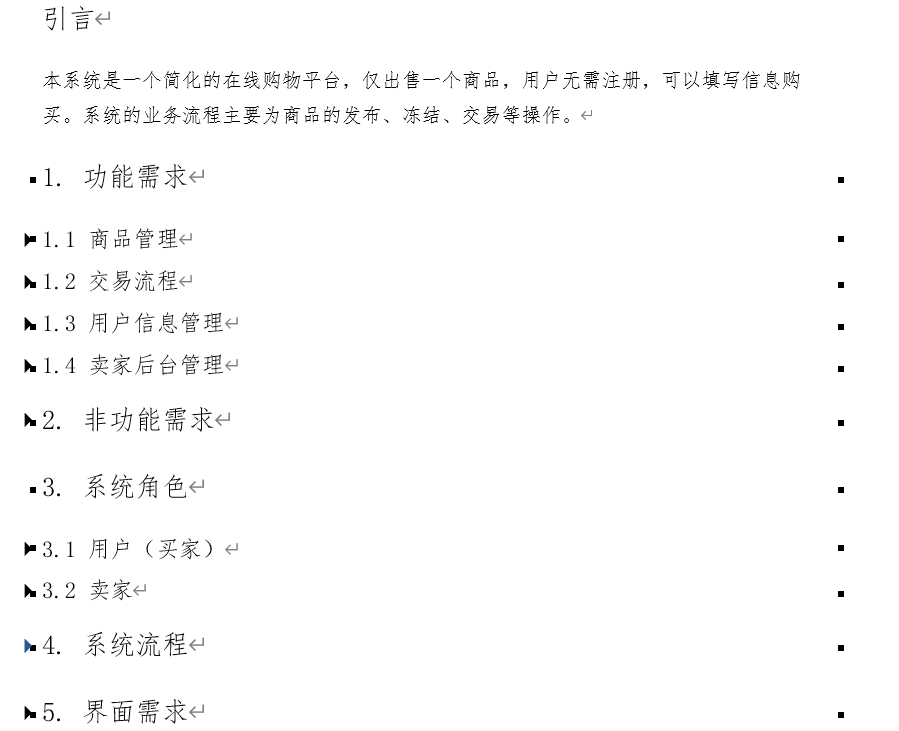 引言
本系统是一个简化的在线购物平台，仅出售一个商品，用户无需注册，可以填写信息购
买。系统的业务流程主要为商品的发布、冻结、交易等操作。
1. 功能需求
1.1 商品管理
1.2 交易流程
1.3 用户信息管理
1.4 卖家后台管理
2. 非功能需求
3. 系统角色
3.1 用户（买家）
3.2 卖家
4. 系统流程
5. 界面需求